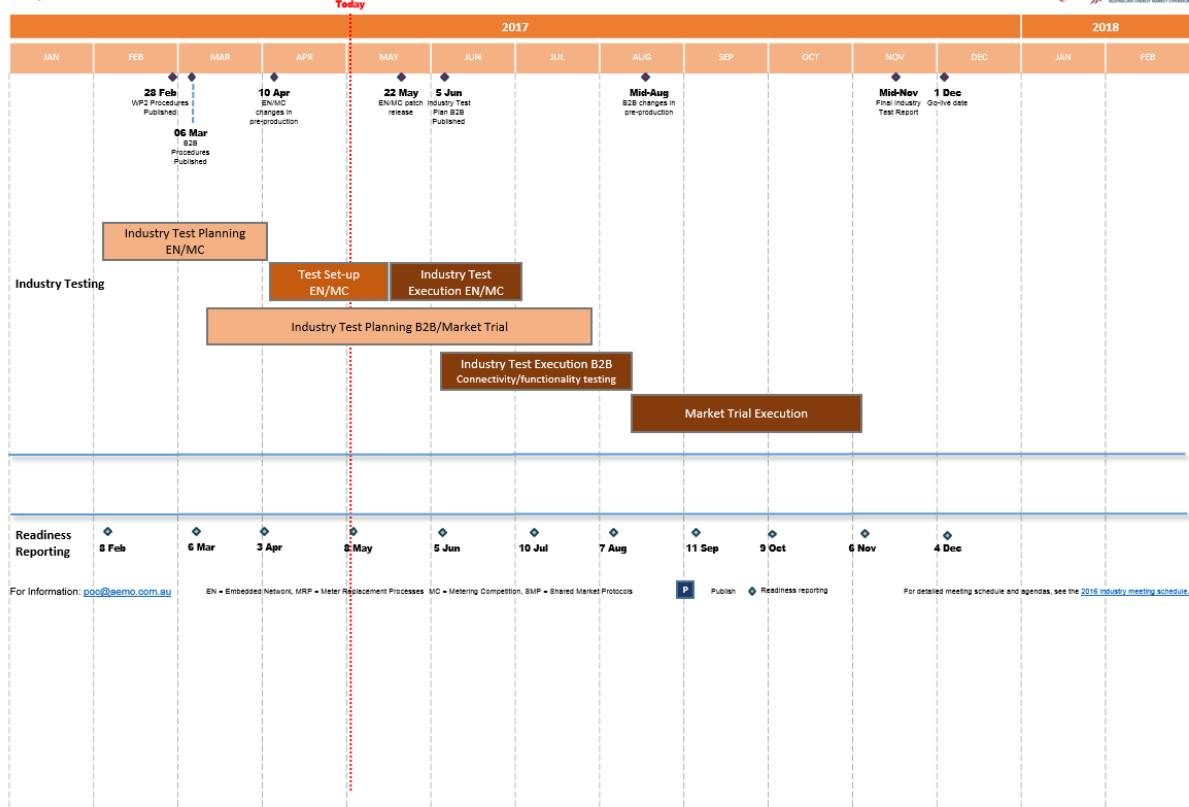 Today
AUSTRALIAN ENERGY MARKET OPERATOR
2017
2018
JAN
FEB
MAR
APR
MAY
JUN
JUL
AUG
SEP
OCT
NOV
DEC
JAN
FEB
28 Feb
WP2 Procedures
Published
06 Mar
B2B
Procedures
Published
10 Apr
EN/MC
changes in
pre-production
22 May
EN/MC patch
release
5 Jun
Industry Test
Plan B2B
Published
Mid-Aug
B2B changes in
pre-production
Mid-Nov
Final Industry
Test Report
1 Dec
Go-live date
Industry Testing
Industry Test Planning
EN/MC
Test Set-up
EN/MC
Industry Test
Execution EN/MC
Industry Test Planning B2B/Market Trial
Industry Test Execution B2B
Connectivity/functionality testing
Market Trial Execution
Readiness
Reporting
8 Feb
6 Mar
3 Apr
8 May
5 Jun
10 Jul
7 Aug
11 Sep
9 Oct
6 Nov
4 Dec
For Information: poc@aemo.com.au
EN = Embedded Network, MRP = Meter Replacement Processes MC = Metering Competition, SMP = Shared Market Protocols
P
Publish
Readiness reporting
For detailed meeting schedule and agendas, see the 2016 industry meeting schedule.